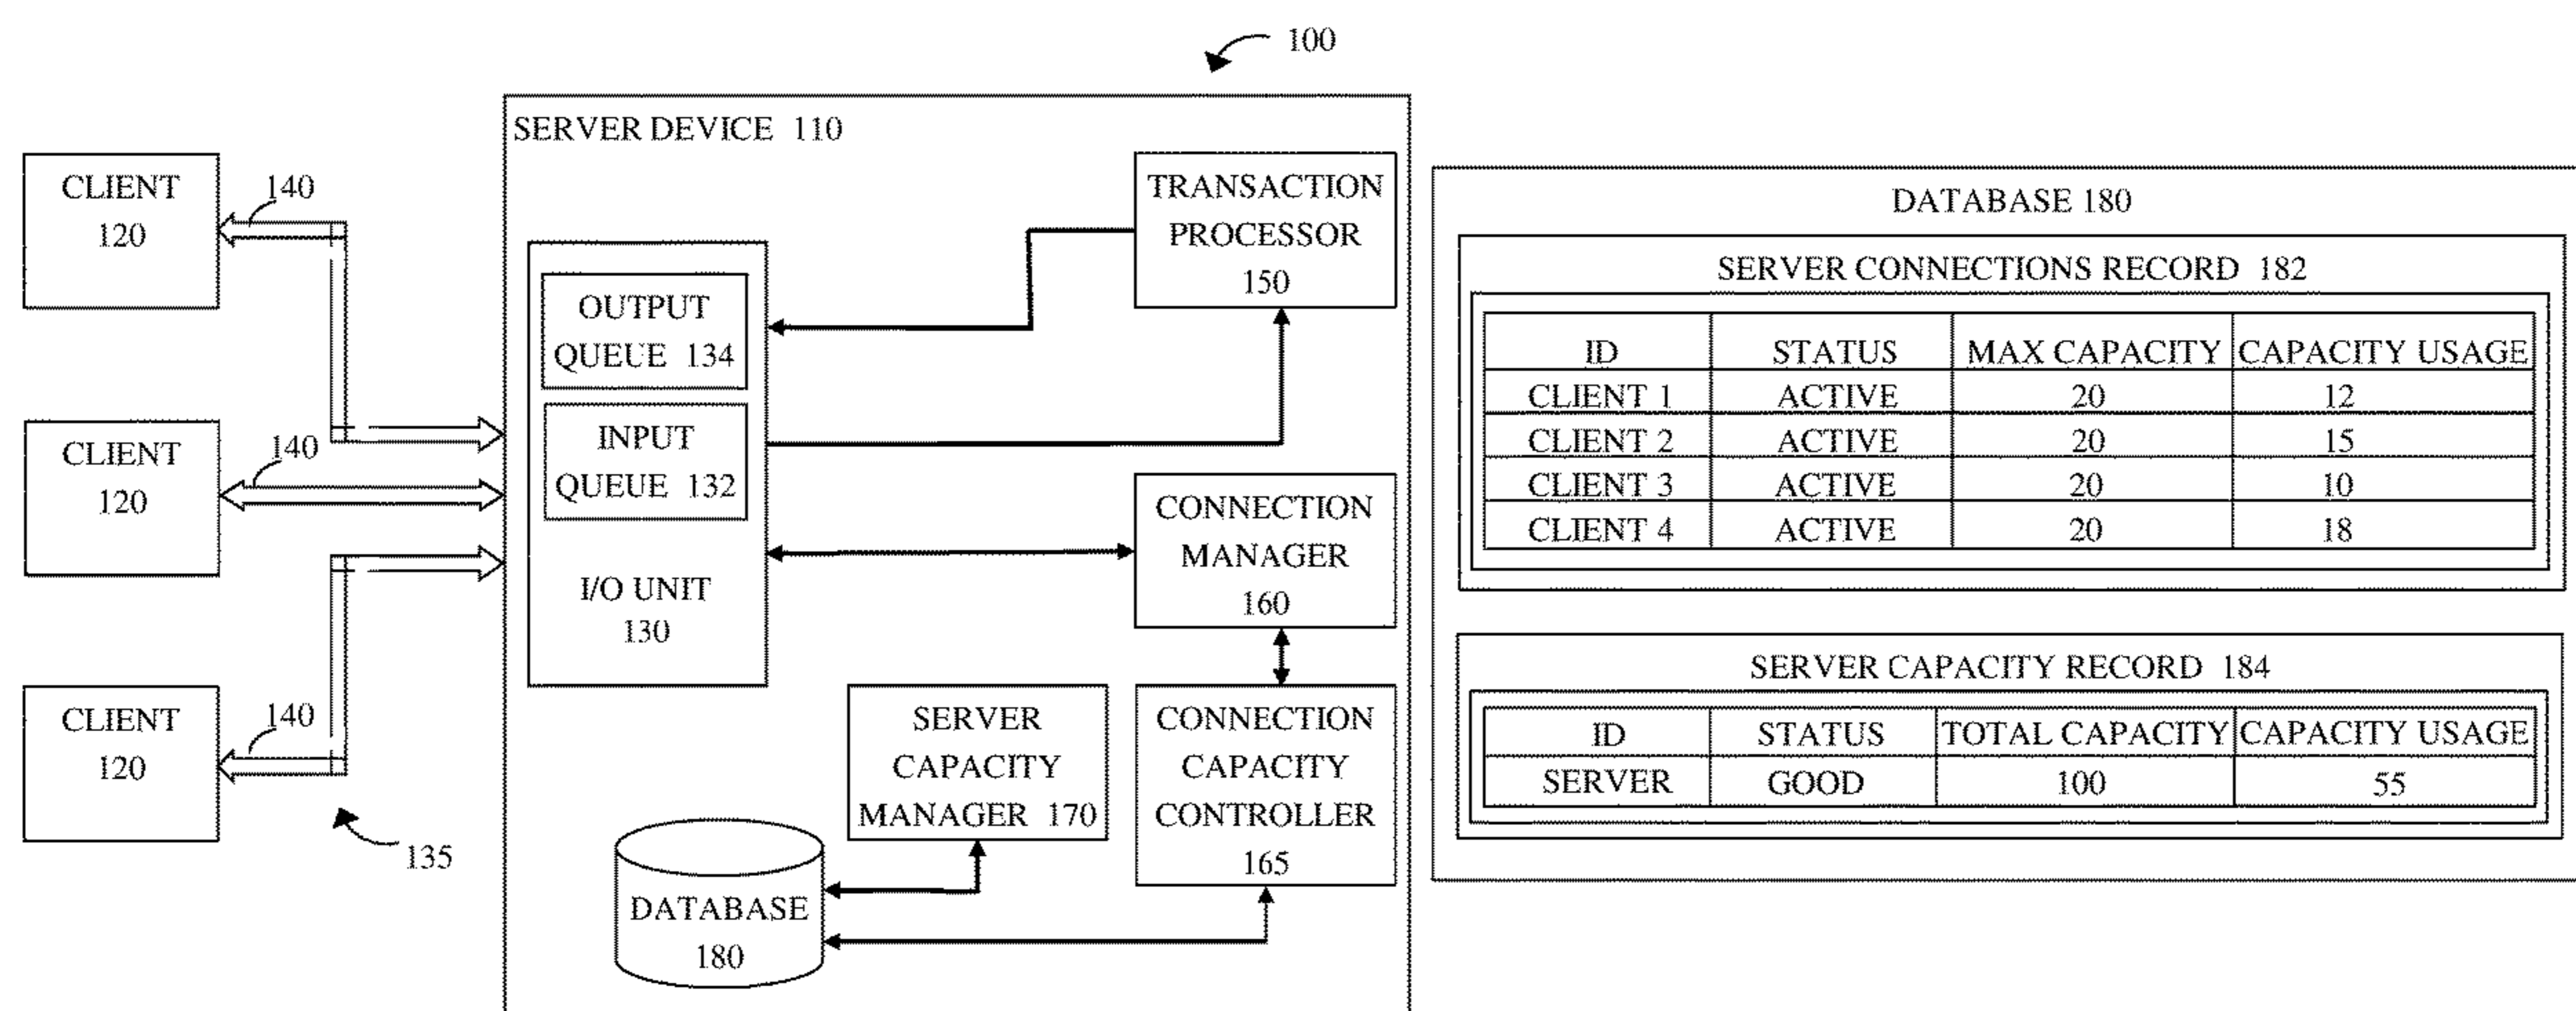 100
SERVER DEVICE 110
CLIENT
120
140
CLIENT
120
140
CLIENT
120
140
135
OUTPUT
QUEUE 134
INPUT
QUEUE 132
I/O UNIT
130
TRANSACTION
PROCESSOR
150
CONNECTION
MANAGER
160
SERVER
CAPACITY
MANAGER 170
CONNECTION
CAPACITY
CONTROLLER
165
DATABASE
180
DATABASE 180
SERVER CONNECTIONS RECORD 182
ID STATUS MAX CAPACITY CAPACITY USAGE
CLIENT 1 ACTIVE 20 12
CLIENT 2 ACTIVE 20 15
CLIENT 3 ACTIVE 20 10
CLIENT 4 ACTIVE 20 18
SERVER CAPACITY RECORD 184
ID STATUS TOTAL CAPACITY CAPACITY USAGE
SERVER GOOD 100 55